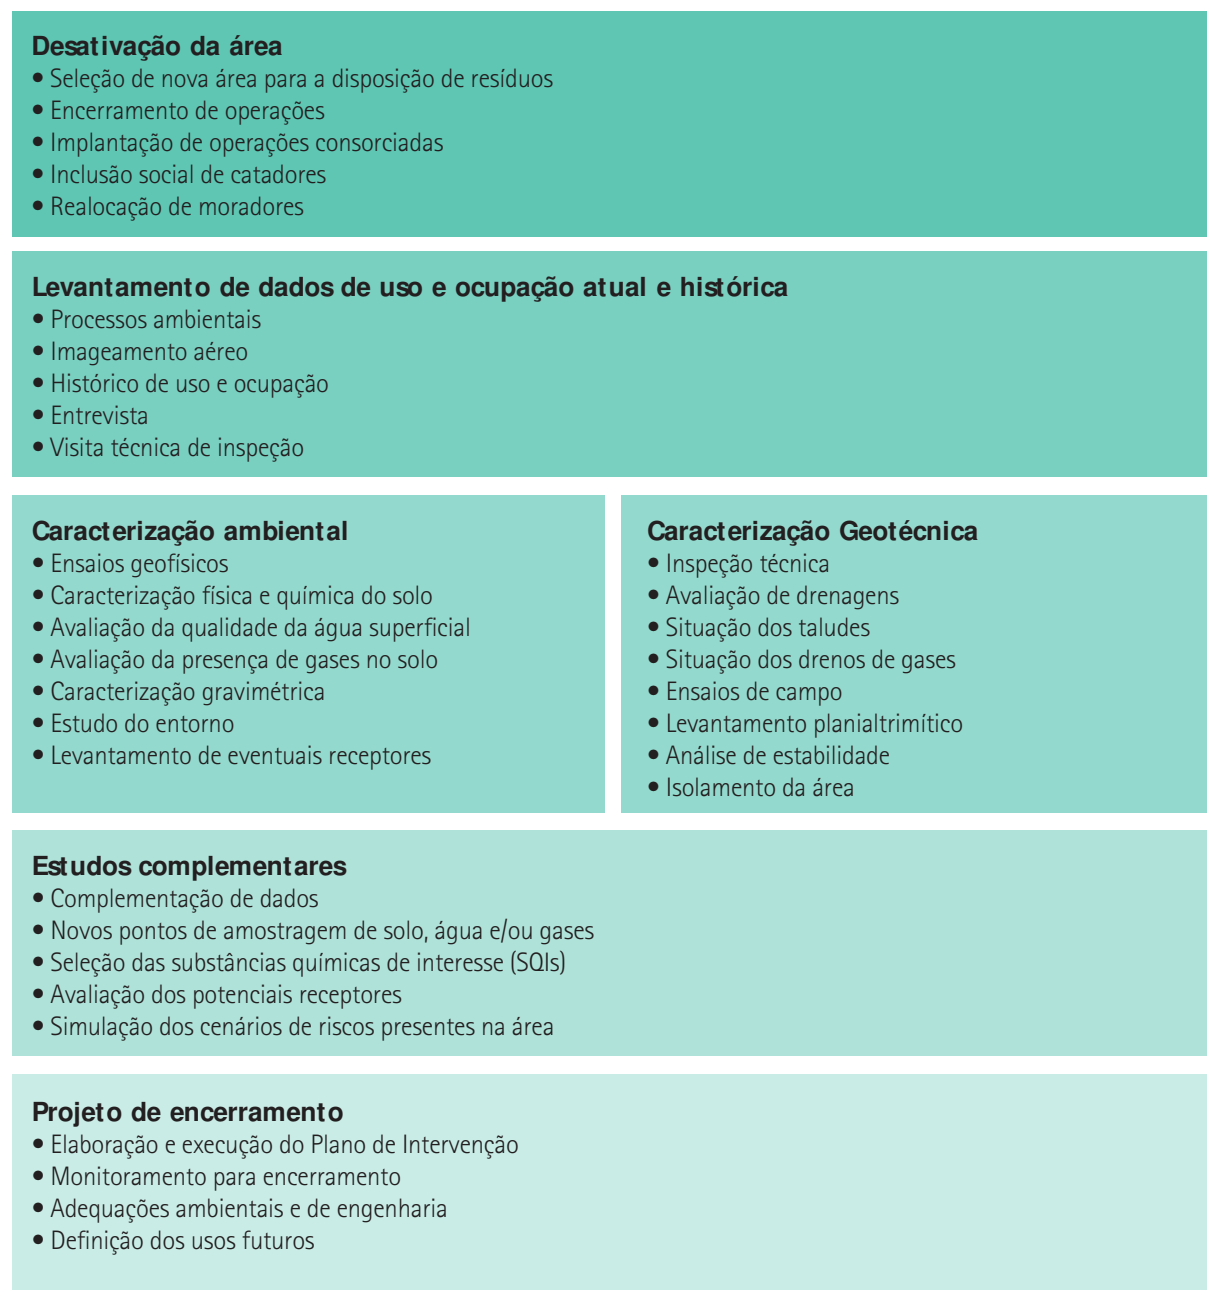 Desativação da área
• Seleção de nova área para a disposição de resíduos
• Encerramento de operações
• Implantação de operações consorciadas
• Inclusão social de catadores
• Realocação de moradores
Levantamento de dados de uso e ocupação atual e histórica
• Processos ambientais
• Imageamento aéreo
• Histórico de uso e ocupação
• Entrevista
• Visita técnica de inspeção
Caracterização ambiental
• Ensaios geofísicos
• Caracterização física e química do solo
• Avaliação da qualidade da água superficial
• Avaliação da presença de gases no solo
• Caracterização gravimétrica
• Estudo do entorno
• Levantamento de eventuais receptores
Caracterização Geotécnica
• Inspeção técnica
• Avaliação de drenagens
• Situação dos taludes
• Situação dos drenos de gases
• Ensaios de campo
• Levantamento planialtrimítico
• Análise de estabilidade
• Isolamento da área
Estudos complementares
• Complementação de dados
• Novos pontos de amostragem de solo, água e/ou gases
• Seleção das substâncias químicas de interesse (SQIs)
• Avaliação dos potenciais receptores
• Simulação dos cenários de riscos presentes na área
Projeto de encerramento
• Elaboração e execução do Plano de Intervenção
• Monitoramento para encerramento
• Adequações ambientais e de engenharia
• Definição dos usos futuros